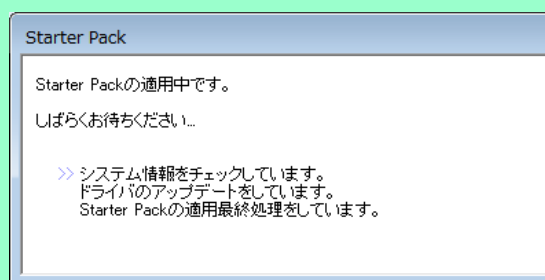 Starter Pack
Starter Packの適用中です。
しばらくお待ちください...
>> システム情報をチェックしています。
ドライバのアップデートをしています。
Starter Packの適用最終処理をしています。